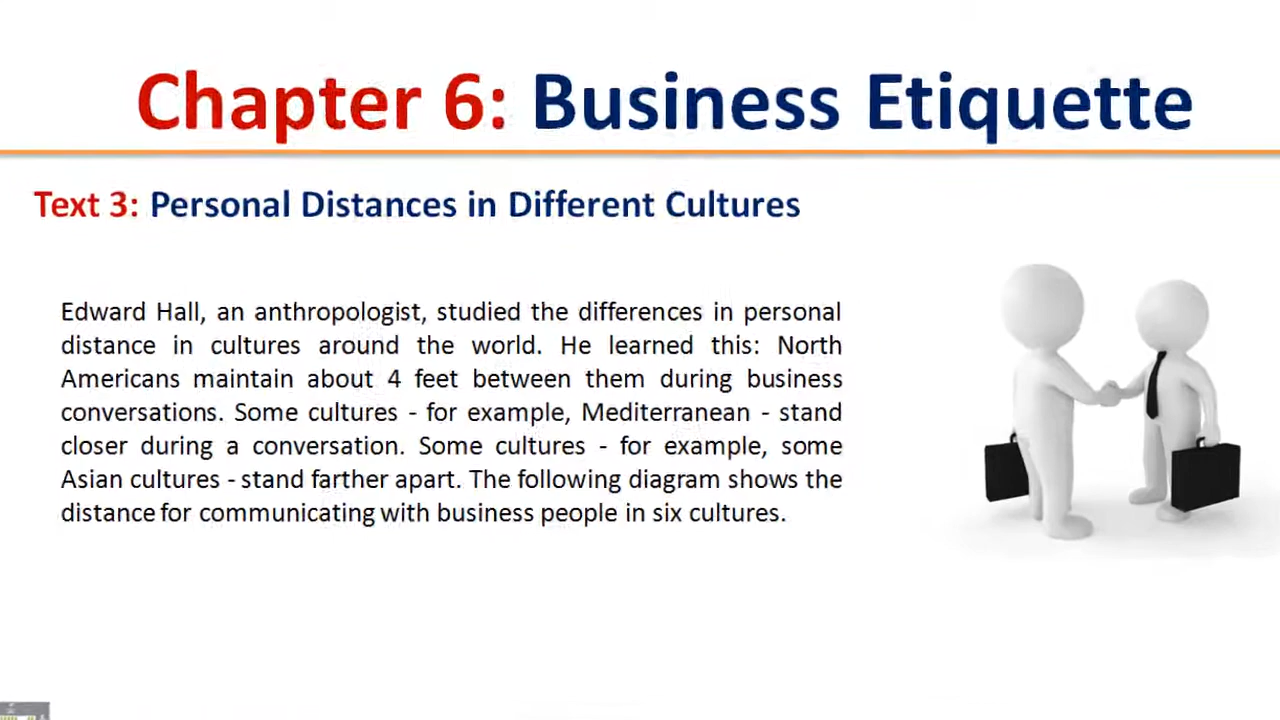 Chapter 6: Business Etiquette
Text 3: Personal Distances in Different Cultures
Edward Hall, an anthropologist, studied the differences in personal
distance in cultures around the world. He learned this: North
Americans maintain about 4 feet between them during business
conversations. Some cultures - for example, Mediterranean - stand
closer during a conversation. Some cultures - for example, some
Asian cultures - stand farther apart. The following diagram shows the
distance for communicating with business people in six cultures.